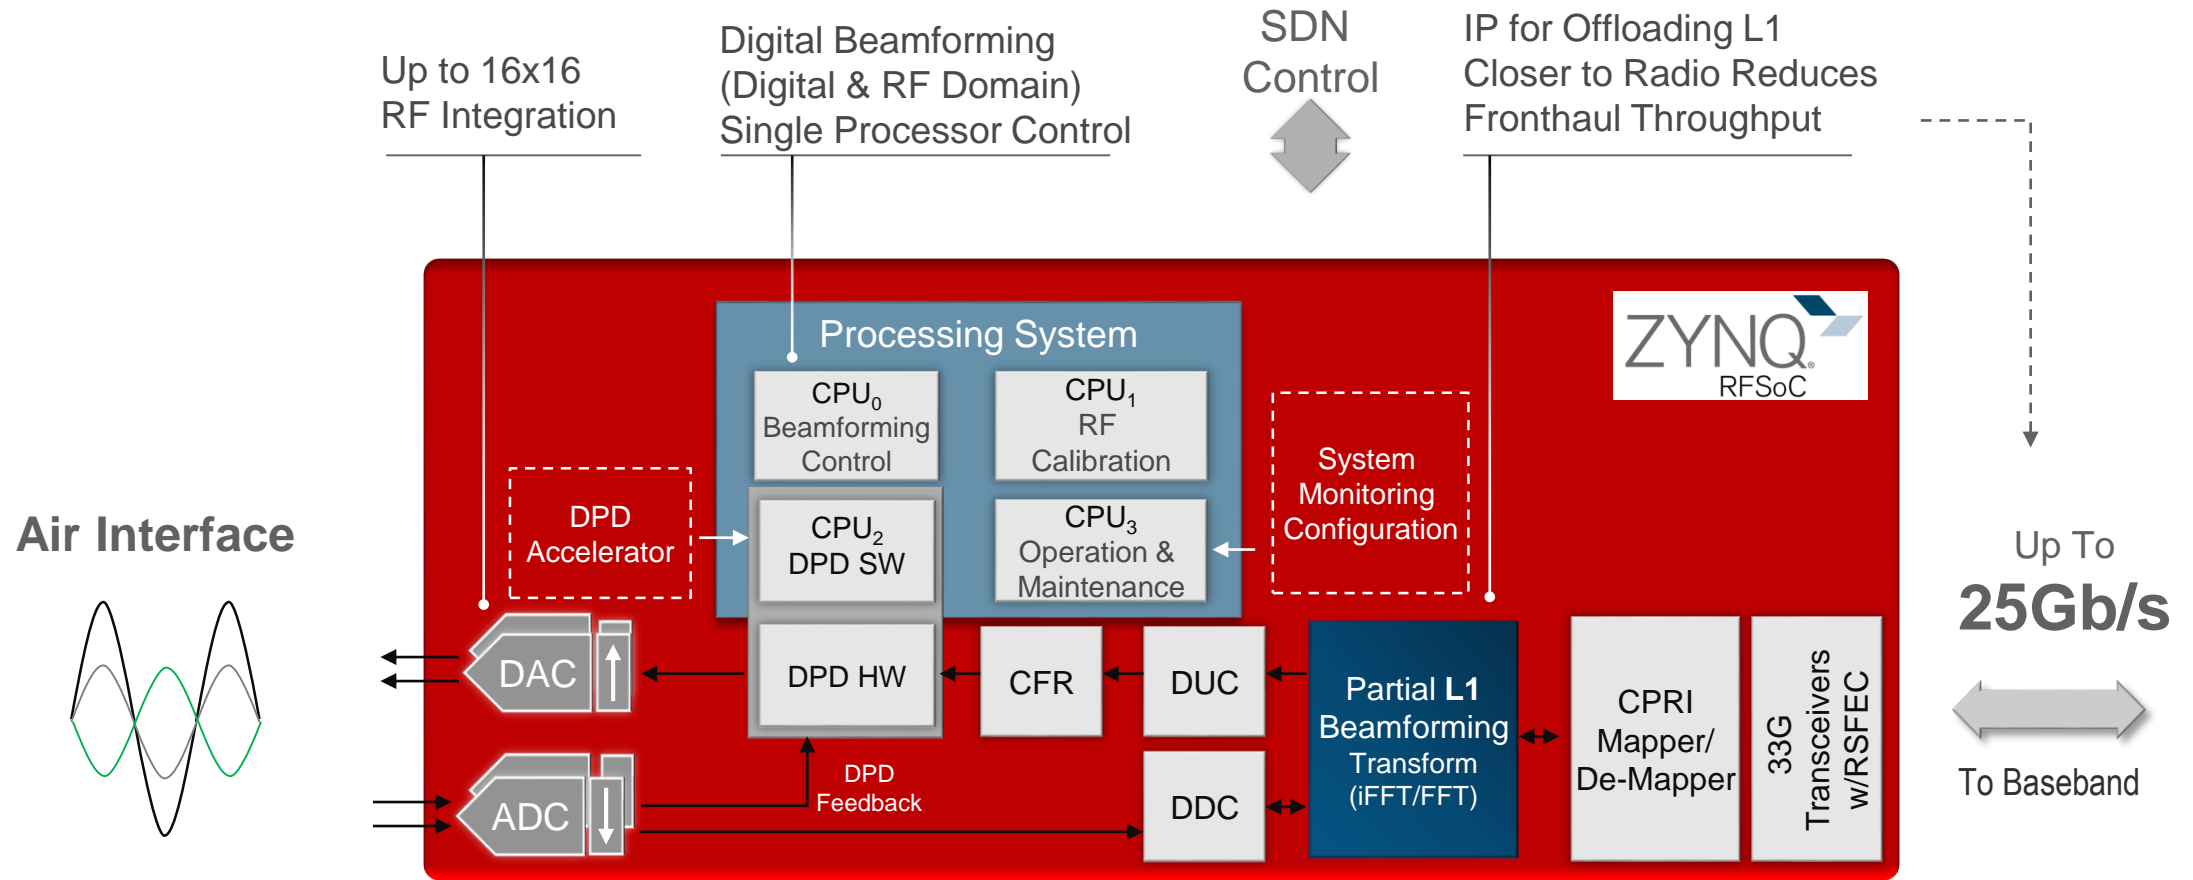 Up to 16x16
RF Integration
Digital Beamforming
(Digital & RF Domain)
Single Processor Control
SDN
Control
IP for Offloading L1
Closer to Radio Reduces
Fronthaul Throughput
ZYNQ®
RFSoC
Processing System
CPU0
Beamforming
Control
CPU1
RF
Calibration
System
Monitoring
Configuration
DPD
Accelerator
CPU2
DPD SW
CPU3
Operation &
Maintenance
Air Interface
Up To
25Gb/s
To Baseband
DAC
DPD HW
CFR
DUC
Partial L1
Beamforming
Transform
(iFFT/FFT)
CPRI
Mapper/
De-Mapper
33G
Transceivers
w/RSFEC
ADC
DPD
Feedback
DDC